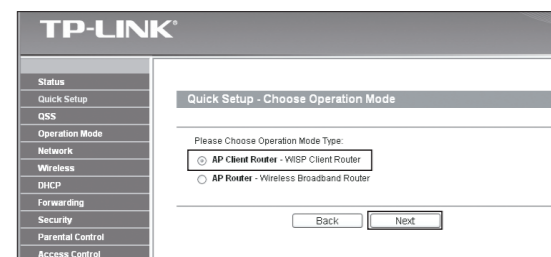 TP-LINK®
Status
Quick Setup
QSS
Operation Mode
Network
Wireless
DHCP
Forwarding
Security
Parental Control
Access Control
Quick Setup - Choose Operation Mode
Please Choose Operation Mode Type:
AP Client Router - WISP Client Router
AP Router - Wireless Broadband Router
Back Next